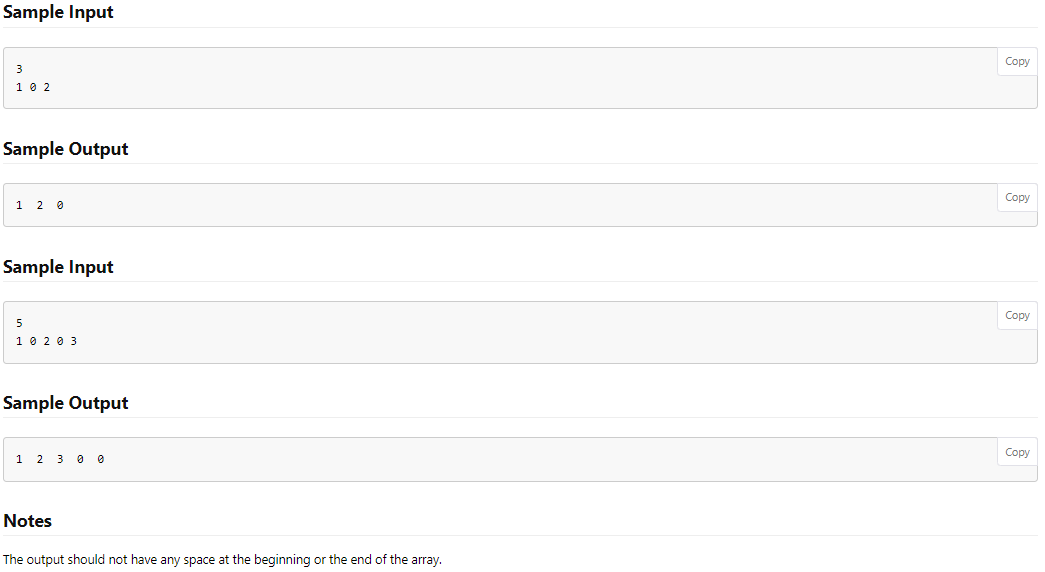 Sample Input
Copy
3
1 0 2
Sample Output
Copy
1  2  0
Sample Input
Copy
5
1 0 2 0 3
Sample Output
Copy
1  2  3  0  0
Notes
The output should not have any space at the beginning or the end of the array.